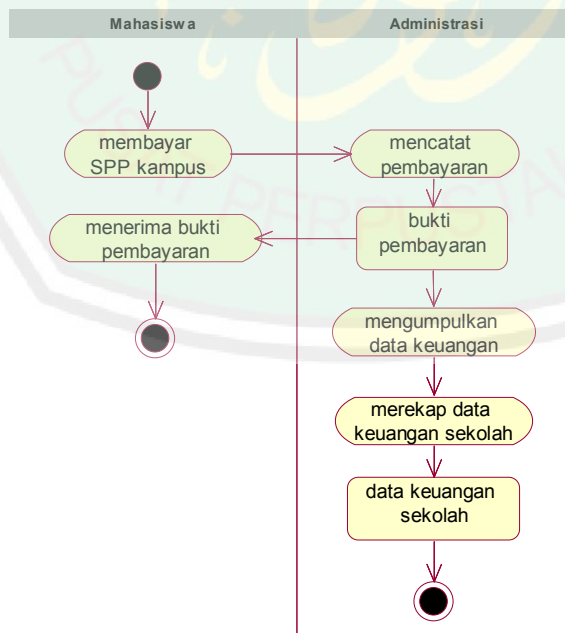 Mahasiswa
Administrasi
membayar
SPP kampus
mencatat
pembayaran
menerima bukti
pembayaran
bukti
pembayaran
mengumpulkan
data keuangan
merekap data
keuangan sekolah
data keuangan
sekolah